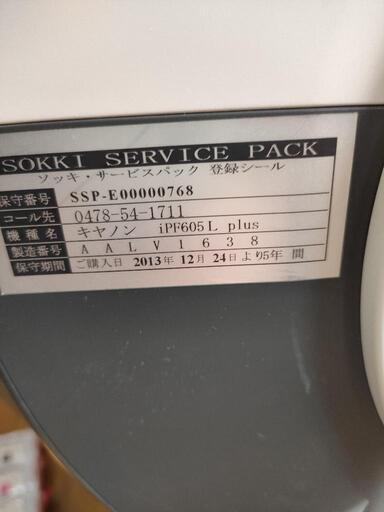 SOKKI SERVICE PACK
ソッキ・サービスパック 登録シール
保守番号 SSP-E00000768
コール先 0478-54-1711
機種名 キヤノン iPF605L plus
製造番号 AALV1638
保守期間 ご購入日 2013年 12月 24日より5年 間